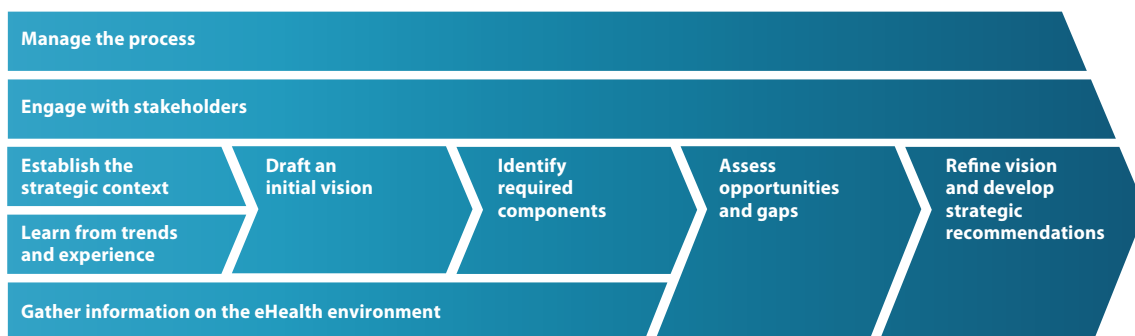 Manage the process
Engage with stakeholders
Establish the
strategic context
Learn from trends
and experience
Draft an
initial vision
Identify
required
components
Assess
opportunities
and gaps
Refine vision
and develop
strategic
recommendations
Gather information on the eHealth environment